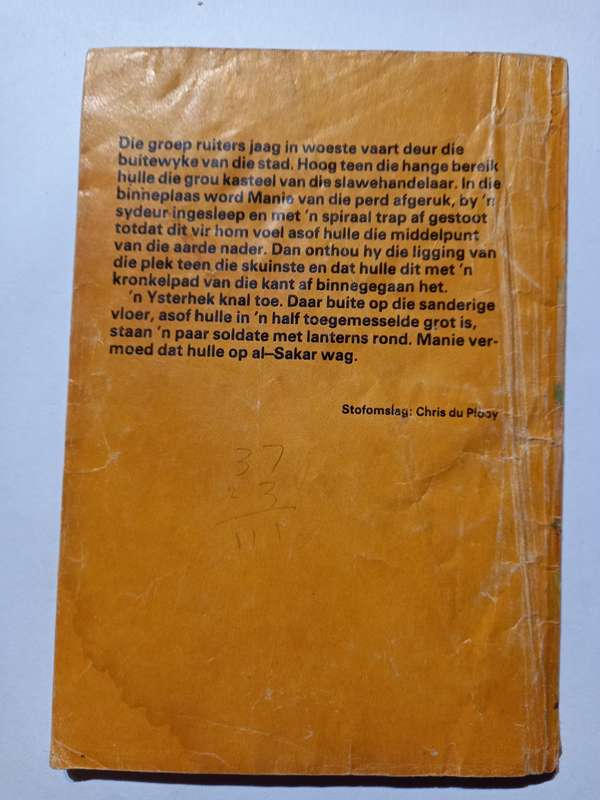 Die groep ruiters jaag in woeste vaart deur die
buitewyke van die stad. Hoog teen die hange bereik
hulle die grou kasteel van die slawehandelaar. In die
binneplaas word Manie van die perd afgeruk, by 'n
sydeur ingesleep en met 'n spiraal trap af gestoot
totdat dit vir hom voel asof hulle die middelpunt
van die aarde nader. Dan onthou hy die ligging van
die plek teen die skuinste en dat hulle dit met 'n
kronkelpad van die kant af binnegegaan het.
'n Ysterhek knal toe. Daar buite op die sanderige
vloer, asof hulle in 'n half toegemesselde grot is,
staan 'n paar soldate met lanterns rond. Manie ver-
moed dat hulle op al–Sakar wag.
Stofomslag: Chris du Plooy
37
× 3
111